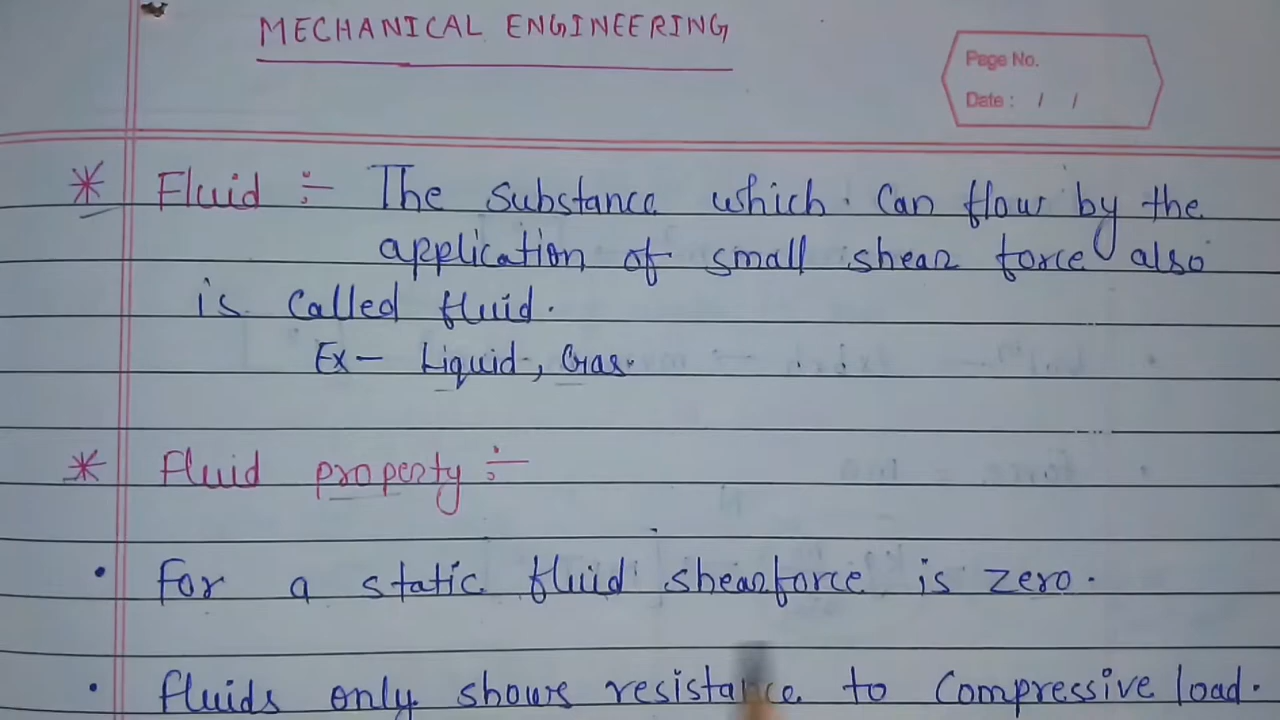 MECHANICAL ENGINEERING
Page No.
Date : / /
* Fluid :- The substance which can flow by the
application of small shear force also
is called fluid.
Ex - Liquid, Gas.
* Fluid property :-
• For a static fluid shearforce is zero.
• fluids only shows resistance to compressive load.